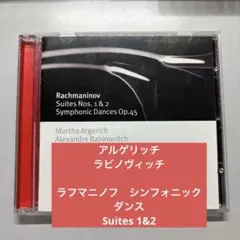 Rachmaninov
Suites Nos. 1 & 2
Symphonic Dances Op.45
Martha Argerich
Alexandre Rabinovitch
アルゲリッチ
ラビノヴィッチ
ラフマニノフ　シンフォニック
ダンス
Suites 1&2